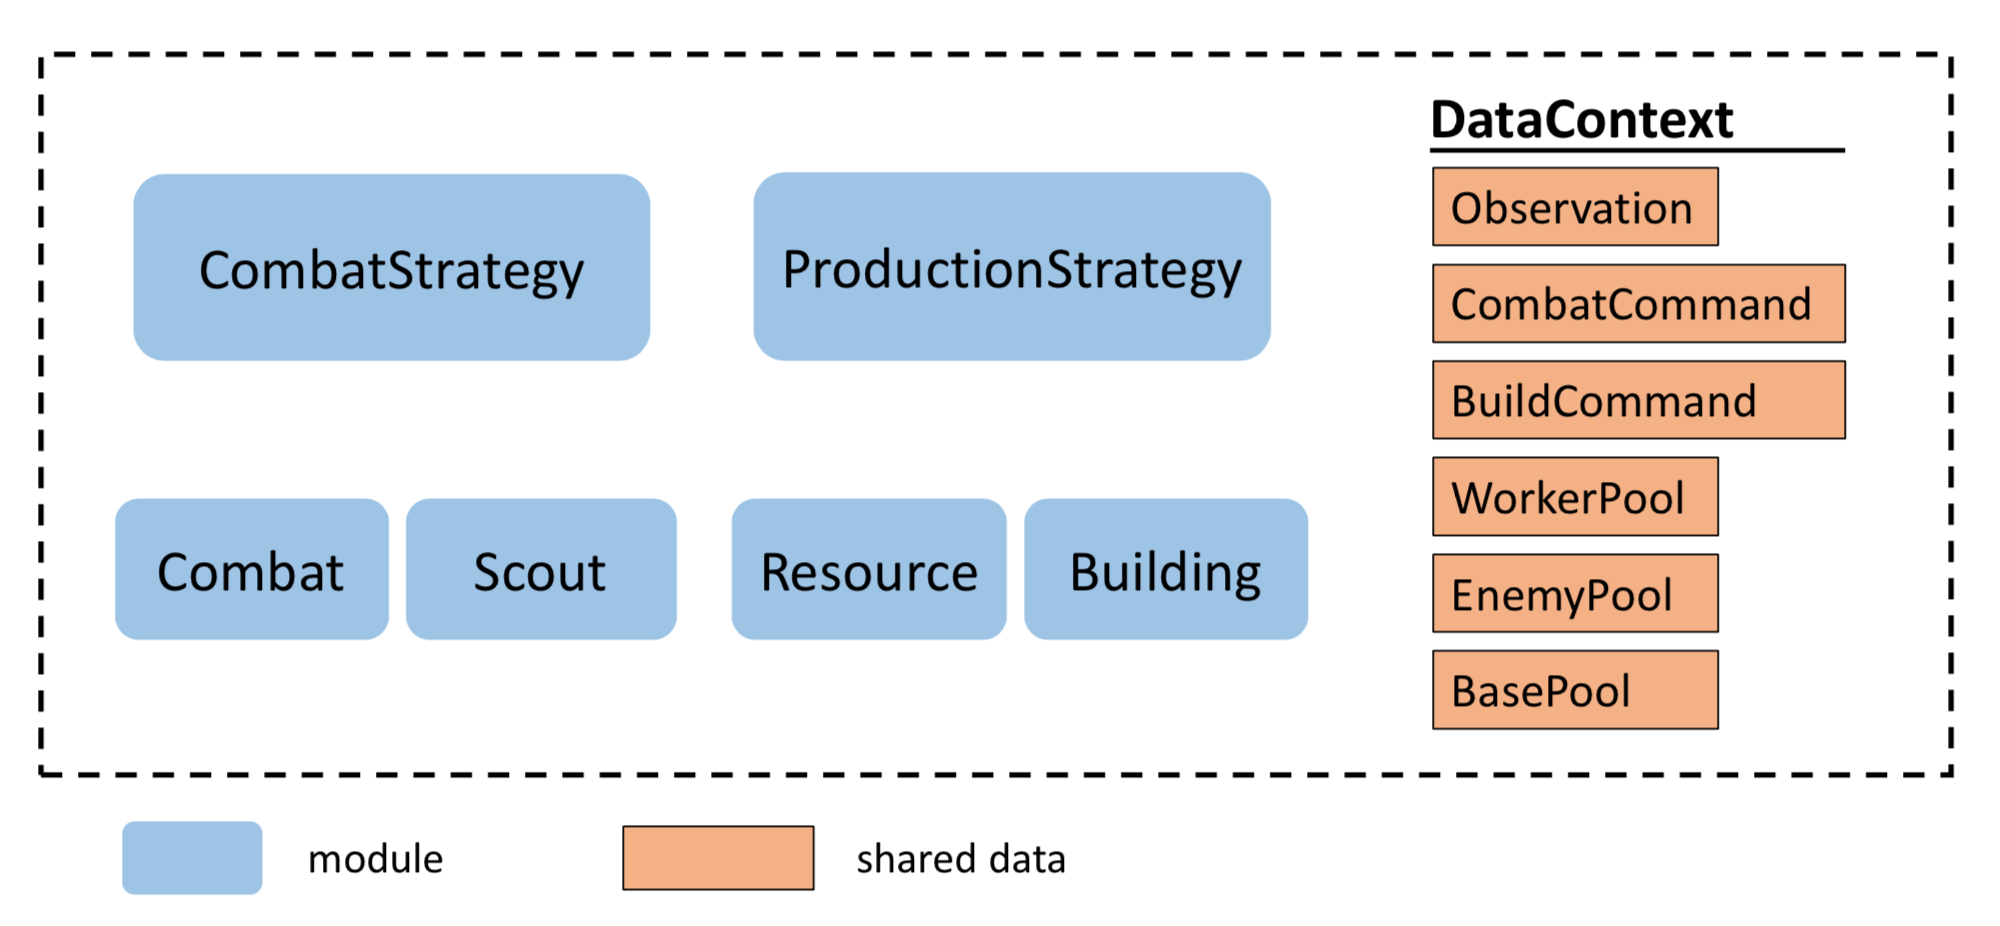 DataContext
CombatStrategy
ProductionStrategy
Observation
CombatCommand
BuildCommand
WorkerPool
Combat
Scout
Resource
Building
EnemyPool
BasePool
module
shared data